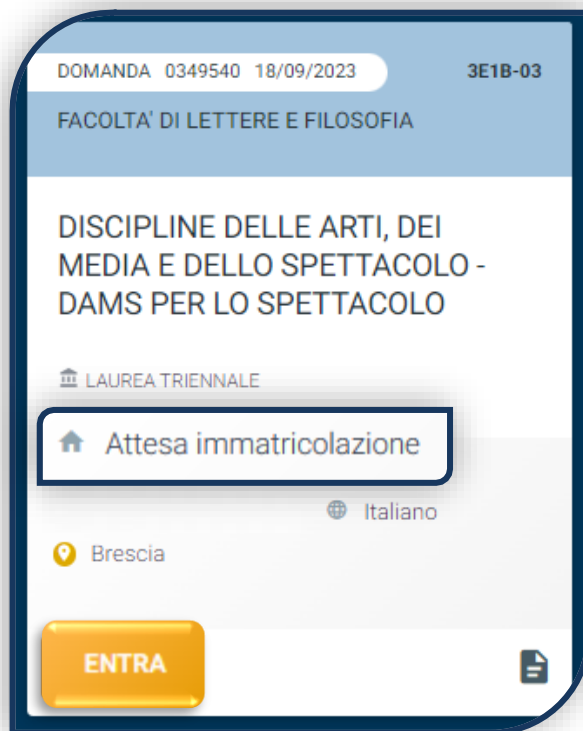 DOMANDA 0349540 18/09/2023 3E1B-03
FACOLTA' DI LETTERE E FILOSOFIA
DISCIPLINE DELLE ARTI, DEI
MEDIA E DELLO SPETTACOLO -
DAMS PER LO SPETTACOLO
LAUREA TRIENNALE
Attesa immatricolazione
Italiano
Brescia
ENTRA